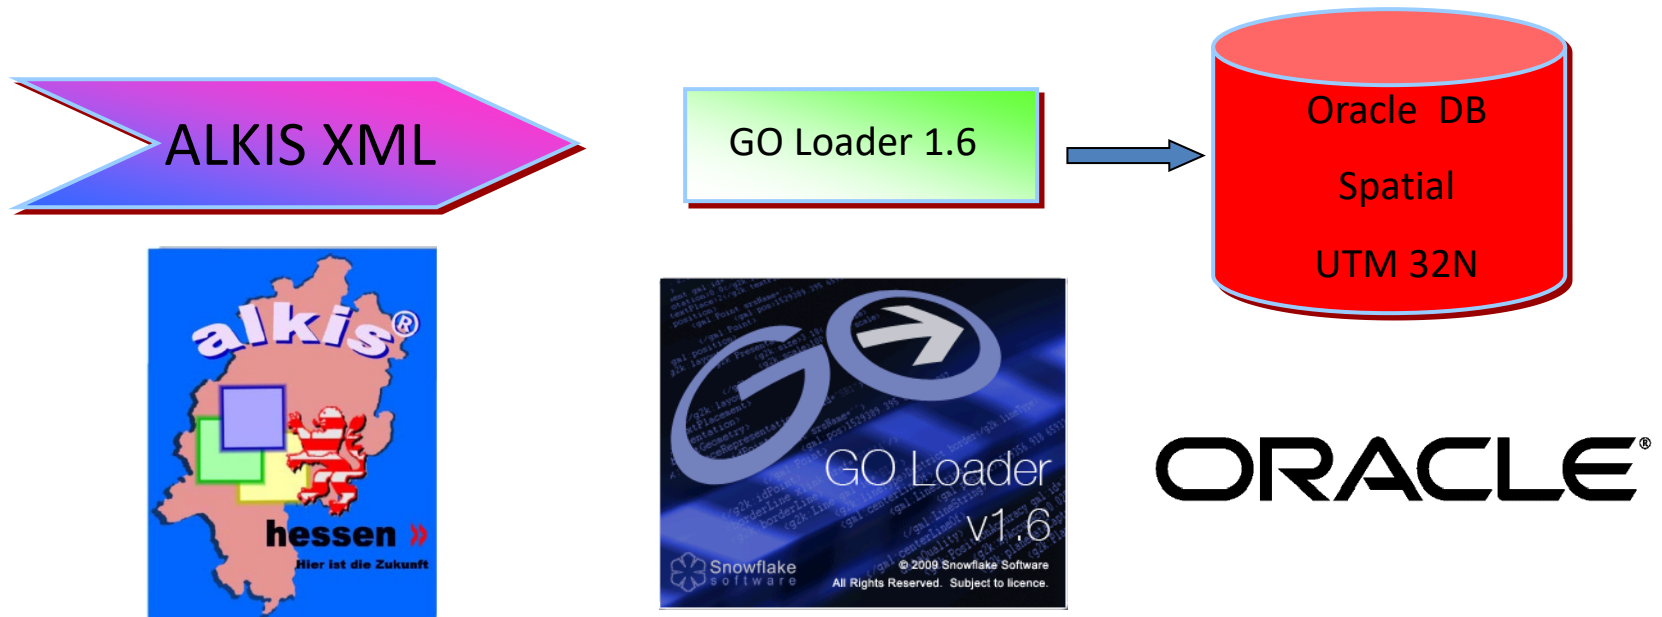 ALKIS XML
GO Loader 1.6
Oracle DB
Spatial
UTM 32N
alkis®
hessen »
Hier ist die Zukunft
GO
GO Loader
v1.6
Snowflake
software
© 2009 Snowflake Software
All Rights Reserved. Subject to licence.
ORACLE®